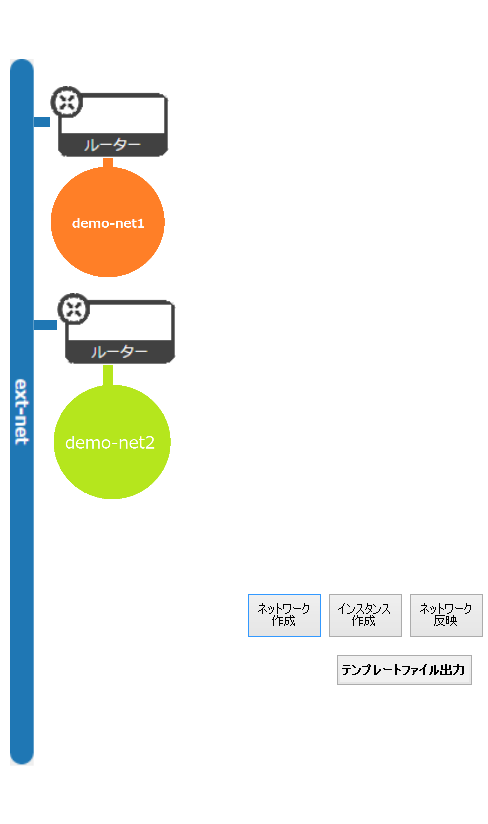 ルーター
demo-net1
ルーター
ext-net
demo-net2
ネットワーク
作成
インスタンス
作成
ネットワーク
反映
テンプレートファイル出力